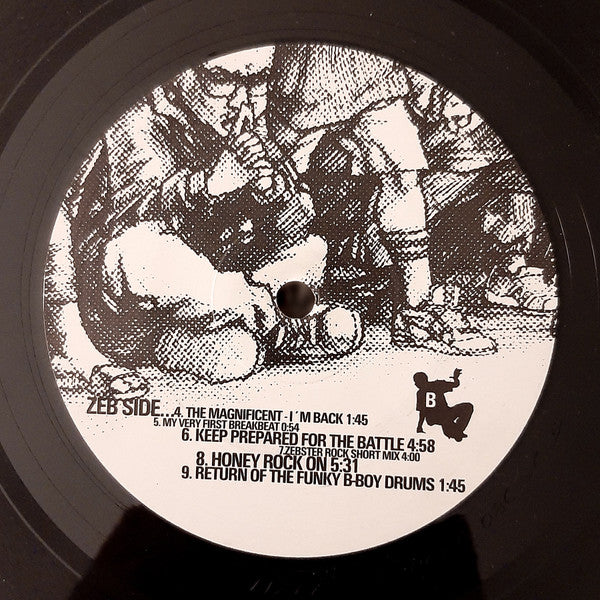 B
ZEB SIDE...4. THE MAGNIFICENT - I´M BACK 1:45
5. MY VERY FIRST BREAKBEAT 0:54
6. KEEP PREPARED FOR THE BATTLE 4:58
7.ZEBSTER ROCK SHORT MIX 4:00
8. HONEY ROCK ON 5:31
9. RETURN OF THE FUNKY B-BOY DRUMS 1:45